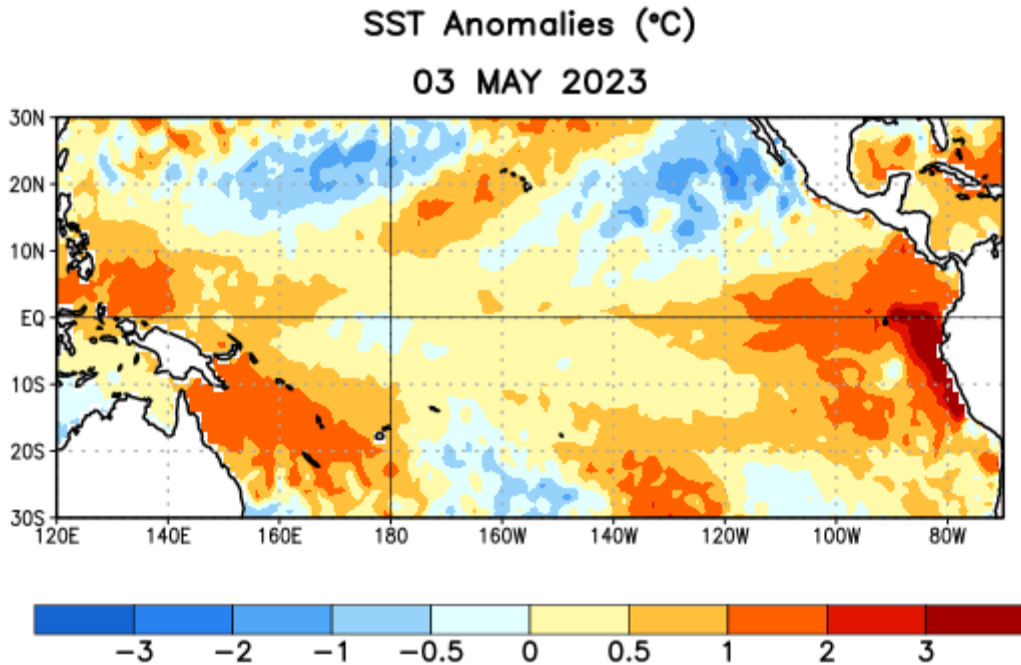 SST Anomalies (°C)
03 MAY 2023
30N
20N
10N
EQ
10S
20S
30S
120E 140E 160E 180 160W 140W 120W 100W 80W
-3 -2 -1 -0.5 0 0.5 1 2 3